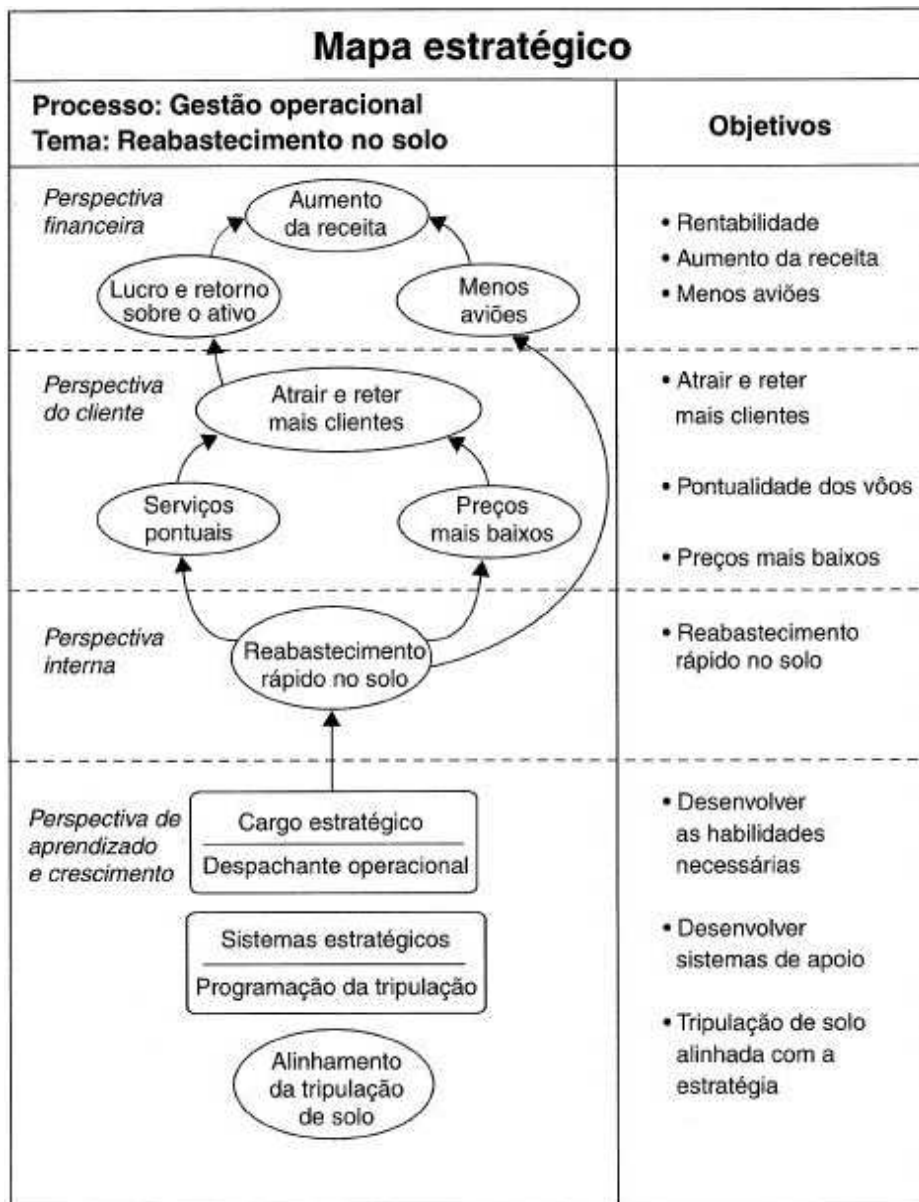 Mapa estratégico
Processo: Gestão operacional
Tema: Reabastecimento no solo
Objetivos
Perspectiva
financeira
Aumento
da receita
Lucro e retorno
sobre o ativo
Menos
aviões
• Rentabilidade
• Aumento da receita
• Menos aviões
Perspectiva
do cliente
Atrair e reter
mais clientes
Serviços
pontuais
Preços
mais baixos
• Atrair e reter
mais clientes
• Pontualidade dos vôos
• Preços mais baixos
Perspectiva
interna
Reabastecimento
rápido no solo
• Reabastecimento
rápido no solo
Perspectiva de
aprendizado
e crescimento
Cargo estratégico
Despachante operacional
Sistemas estratégicos
Programação da tripulação
Alinhamento
da tripulação
de solo
• Desenvolver
as habilidades
necessárias
• Desenvolver
sistemas de apoio
• Tripulação de solo
alinhada com a
estratégia